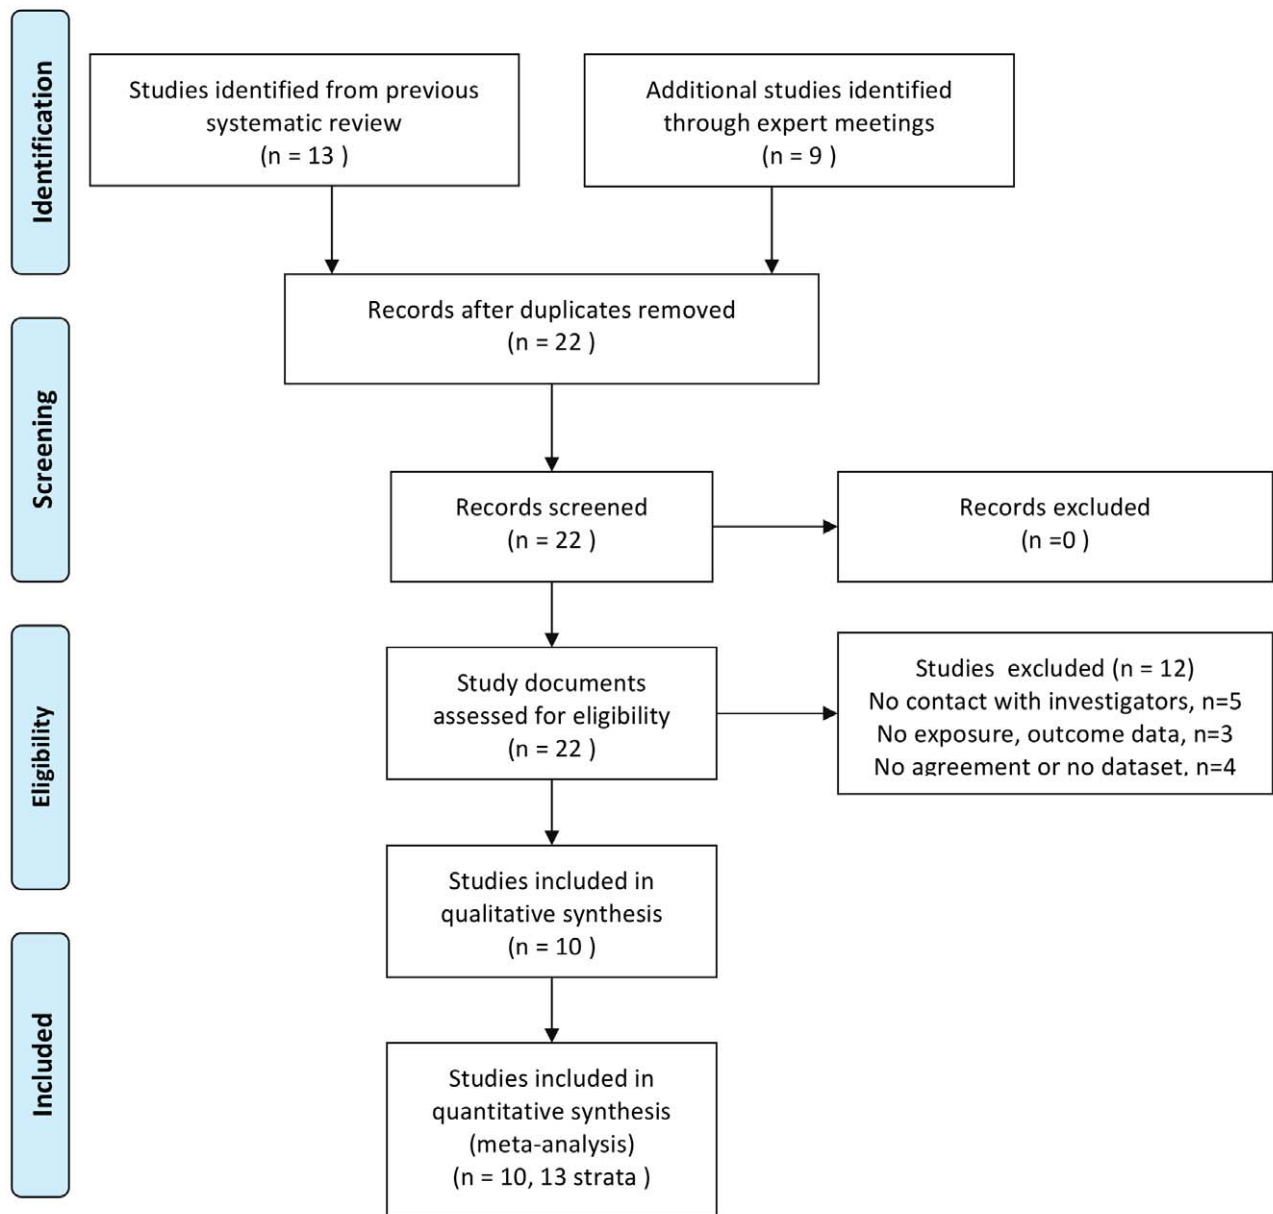 Identification
Studies identified from previous
systematic review
(n = 13 )
Additional studies identified
through expert meetings
(n = 9 )
Screening
Records after duplicates removed
(n = 22 )
Records screened
(n = 22 )
Records excluded
(n =0 )
Eligibility
Study documents
assessed for eligibility
(n = 22 )
Studies  excluded (n = 12)
No contact with investigators, n=5
No exposure, outcome data, n=3
No agreement or no dataset, n=4
Studies included in
qualitative synthesis
(n = 10 )
Included
Studies included in
quantitative synthesis
(meta-analysis)
(n = 10, 13 strata )